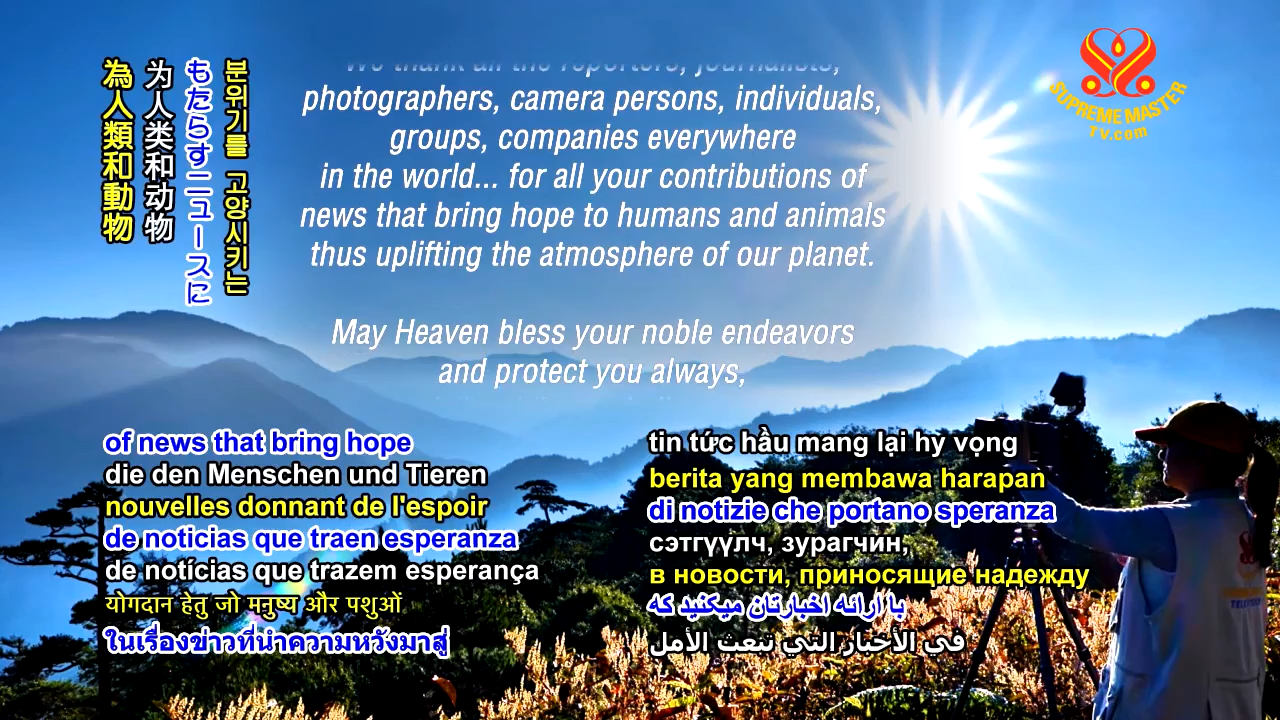 We thank all the reporters, journalists,
photographers, camera persons, individuals,
groups, companies everywhere
in the world... for all your contributions of
news that bring hope to humans and animals
thus uplifting the atmosphere of our planet.
May Heaven bless your noble endeavors
and protect you always,
SUPREME MASTER
TV.com
분위기를 고양시키는
もたらすニュースに
为人类和动物
為人類和動物
of news that bring hope
die den Menschen und Tieren
nouvelles donnant de l'espoir
de noticias que traen esperanza
de notícias que trazem esperança
योगदान हेतु जो मनुष्य और पशुओं
ในเรื่องข่าวที่นำความหวังมาสู่
tin tức hầu mang lại hy vọng
berita yang membawa harapan
di notizie che portano speranza
сэтгүүлч, зурагчин,
в новости, приносящие надежду
با ارائه اخبارتان میکنید که
في الأخبار التي تبعث الأمل